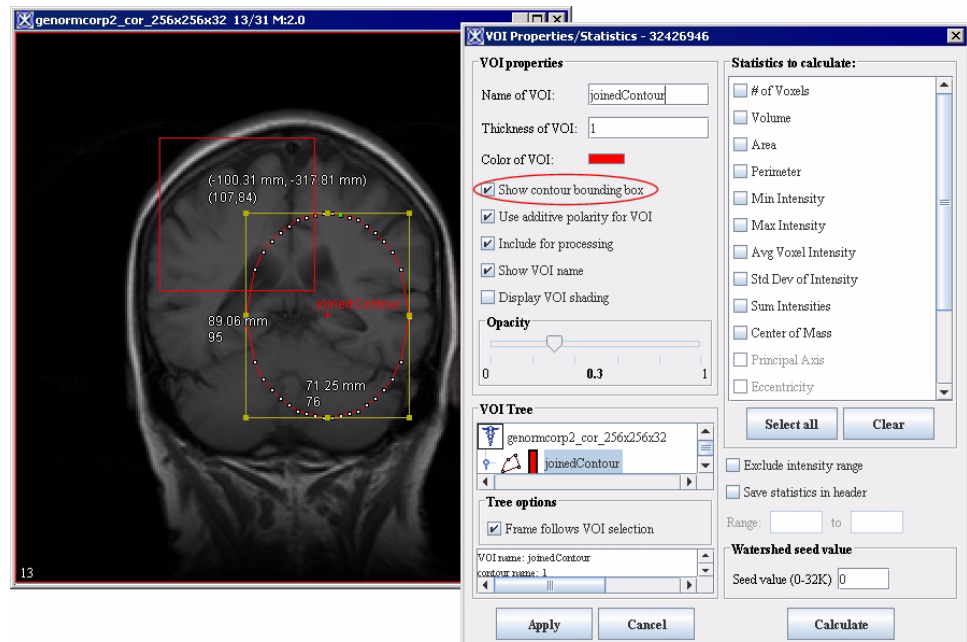 genormcorp2_cor_256x256x32 13/31 M:2.0
(-100.31 mm, -317.81 mm)
(107,84)
joinedContour
89.06 mm
95
71.25 mm
76
13
VOI Properties/Statistics - 32426946
VOI properties
Name of VOI: joinedContour
Thickness of VOI: 1
Color of VOI:
Show contour bounding box
Use additive polarity for VOI
Include for processing
Show VOI name
Display VOI shading
Opacity
0 0.3 1
VOI Tree
genormcorp2_cor_256x256x32
joinedContour
Tree options
Frame follows VOI selection
VOI name: joinedContour
contour name: 1
Apply Cancel
Statistics to calculate:
# of Voxels
Volume
Area
Perimeter
Min Intensity
Max Intensity
Avg Voxel Intensity
Std Dev of Intensity
Sum Intensities
Center of Mass
Principal Axis
Eccentricity
Select all Clear
Exclude intensity range
Save statistics in header
Range: to
Watershed seed value
Seed value (0-32K) 0
Calculate